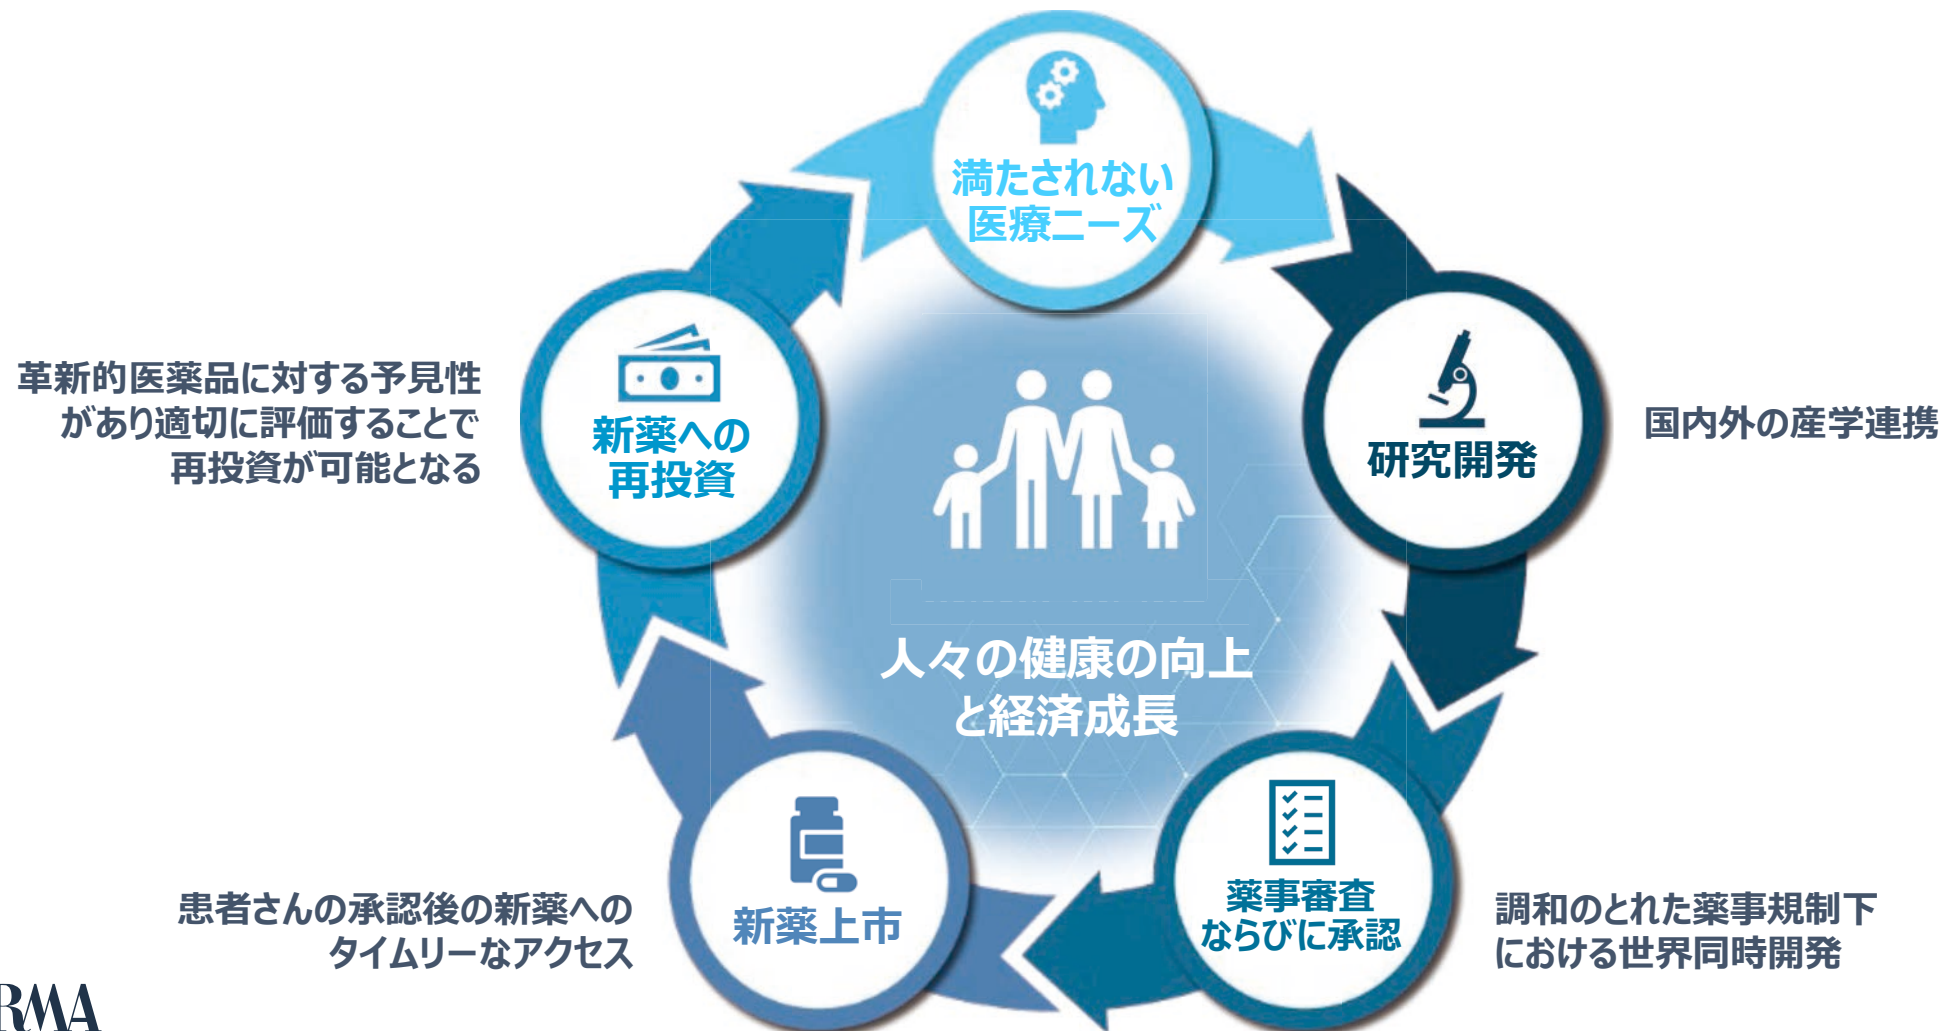 満たされない
医療ニーズ
革新的医薬品に対する予見性
があり適切に評価することで
再投資が可能となる
新薬への
再投資
研究開発
国内外の産学連携
人々の健康の向上
と経済成長
患者さんの承認後の新薬への
タイムリーなアクセス
新薬上市
薬事審査
ならびに承認
調和のとれた薬事規制下
における世界同時開発
RMA